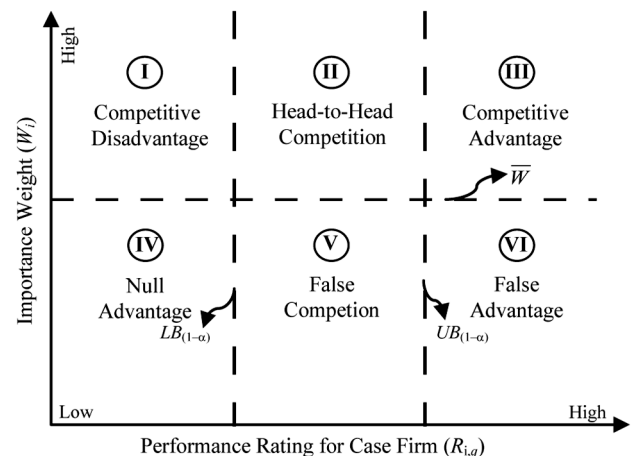 High
I
II
III
Competitive
Disadvantage
Head-to-Head
Competition
Competitive
Advantage
W̅
Importance Weight (Wi)
IV
V
VI
Null
Advantage
False
Competion
False
Advantage
LB(1−α)
UB(1−α)
Low
High
Performance Rating for Case Firm (Ri,q)